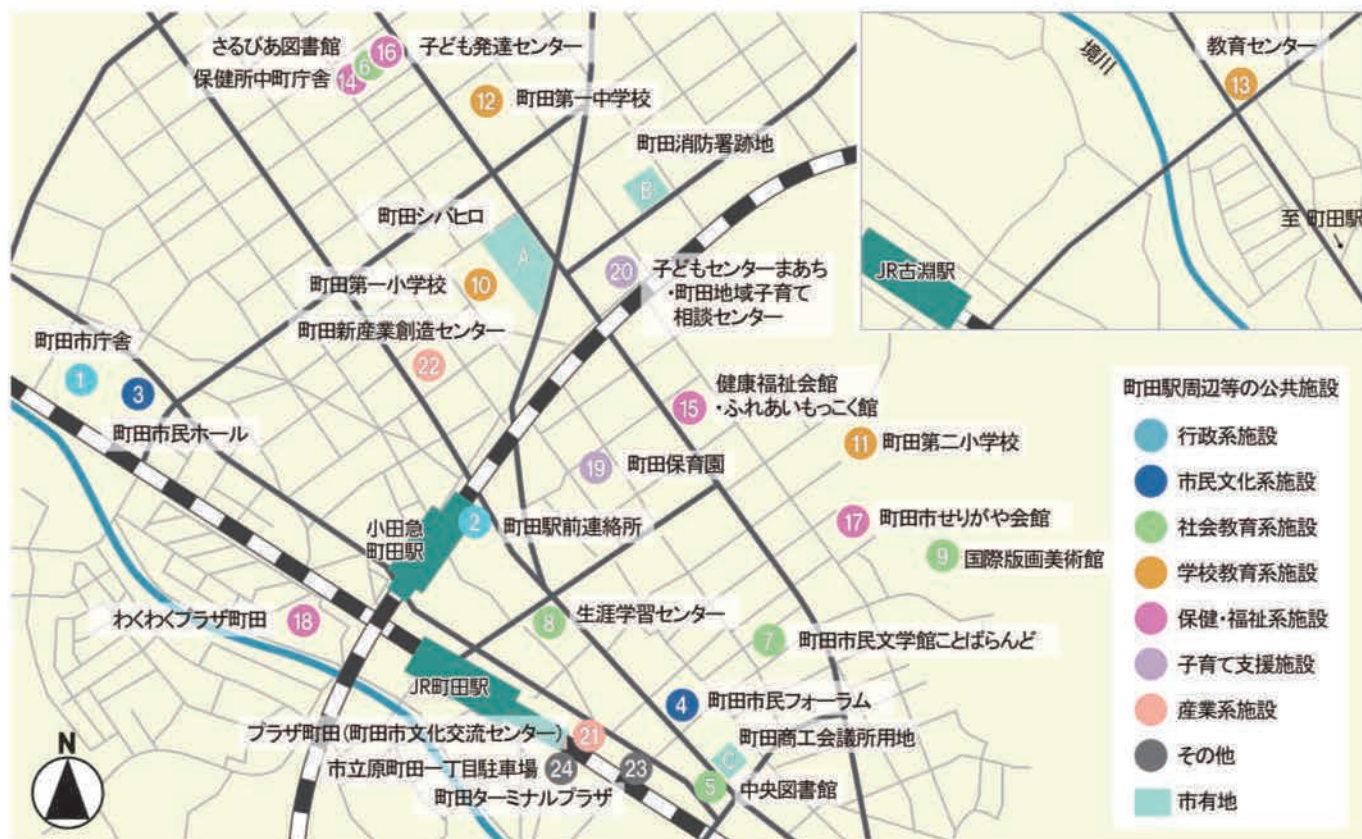 さるびあ図書館
6
16
子ども発達センター
保健所中町庁舎
14
12
町田第一中学校
町田消防署跡地
B
町田シバヒロ
A
町田第一小学校
10
20
子どもセンターまあち
・町田地域子育て
相談センター
町田新産業創造センター
22
町田市庁舎
1
3
町田市民ホール
健康福祉会館
・ふれあいもっこく館
15
11
町田第二小学校
19
町田保育園
小田急
町田駅
2
町田駅前連絡所
17
町田市せりがや会館
9
国際版画美術館
わくわくプラザ町田
18
8
生涯学習センター
7
町田市民文学館ことばらんど
JR町田駅
4
町田市民フォーラム
プラザ町田(町田市文化交流センター)
21
町田商工会議所用地
C
市立原町田一丁目駐車場
24
23
町田ターミナルプラザ
5
中央図書館
N
境川
教育センター
13
至 町田駅
JR古淵駅
町田駅周辺等の公共施設
行政系施設
市民文化系施設
社会教育系施設
学校教育系施設
保健・福祉系施設
子育て支援施設
産業系施設
その他
市有地